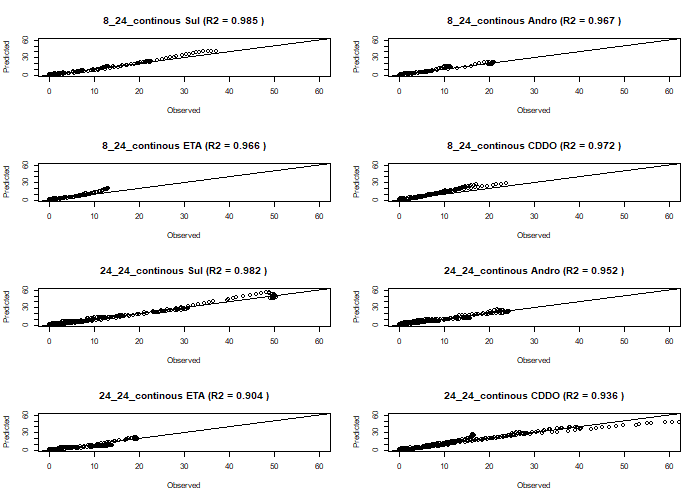 8_24_continous Sul (R2 = 0.985 )
Predicted
0 30 60
0 10 20 30 40 50 60
Observed
8_24_continous Andro (R2 = 0.967 )
Predicted
0 30 60
0 10 20 30 40 50 60
Observed
8_24_continous ETA (R2 = 0.966 )
Predicted
0 30 60
0 10 20 30 40 50 60
Observed
8_24_continous CDDO (R2 = 0.972 )
Predicted
0 30 60
0 10 20 30 40 50 60
Observed
24_24_continous Sul (R2 = 0.982 )
Predicted
0 30 60
0 10 20 30 40 50 60
Observed
24_24_continous Andro (R2 = 0.952 )
Predicted
0 30 60
0 10 20 30 40 50 60
Observed
24_24_continous ETA (R2 = 0.904 )
Predicted
0 30 60
0 10 20 30 40 50 60
Observed
24_24_continous CDDO (R2 = 0.936 )
Predicted
0 30 60
0 10 20 30 40 50 60
Observed